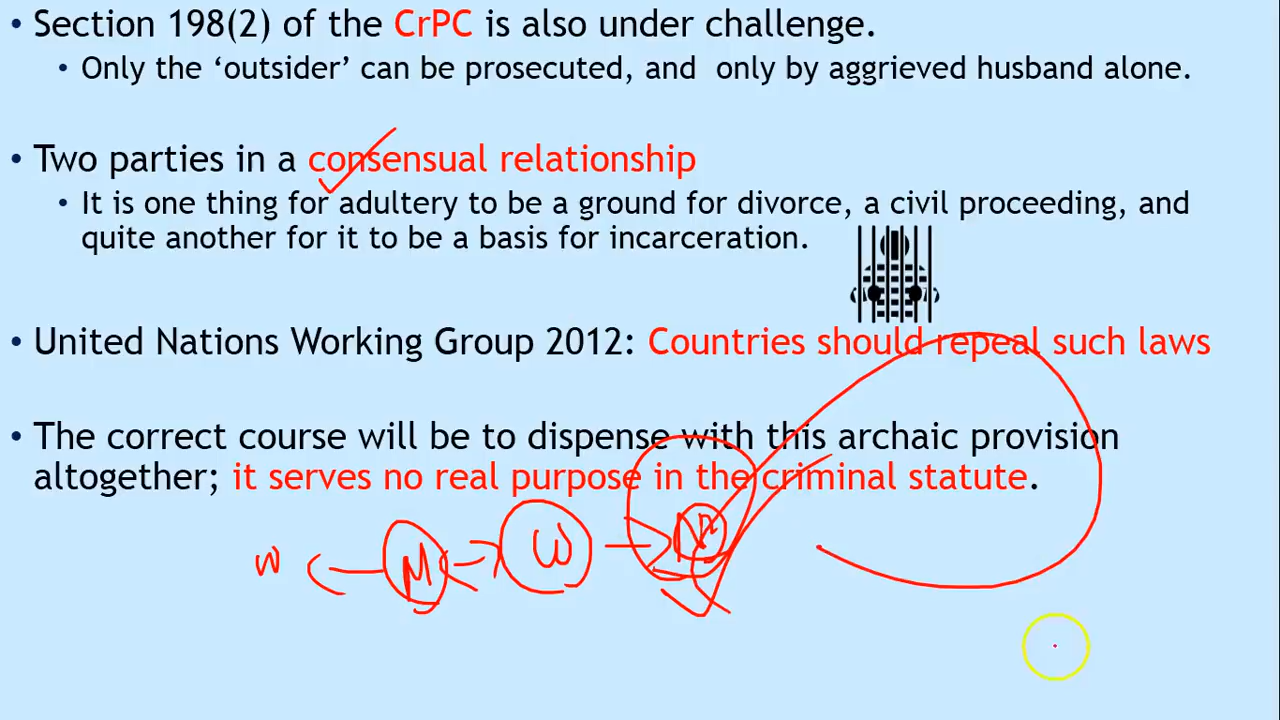 • Section 198(2) of the CrPC is also under challenge.
• Only the ‘outsider’ can be prosecuted, and only by aggrieved husband alone.
• Two parties in a consensual relationship
• It is one thing for adultery to be a ground for divorce, a civil proceeding, and
quite another for it to be a basis for incarceration.
• United Nations Working Group 2012: Countries should repeal such laws
• The correct course will be to dispense with this archaic provision
altogether; it serves no real purpose in the criminal statute.
W M W